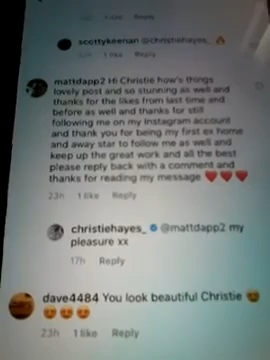 Reply
scottykeenan @christiehayes_ 🔥
1 like Reply
mattdapp2 Hi Christie how's things
lovely post and so stunning as well and
thanks for the likes from last time and
before as well and thanks for still
following me on my Instagram account
and thank you for being my first ex home
and away star to follow me as well and
keep up the great work and all the best
please reply back with a comment and
thanks for reading my message ❤️❤️❤️
23h 1 like Reply
christiehayes_ @mattdapp2 my
pleasure xx
17h Reply
dave4484 You look beautiful Christie 😍
😍😍😍
23h 1 like Reply